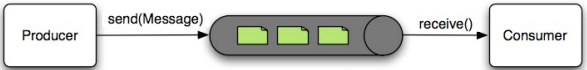 Producer
send(Message)
receive()
Consumer